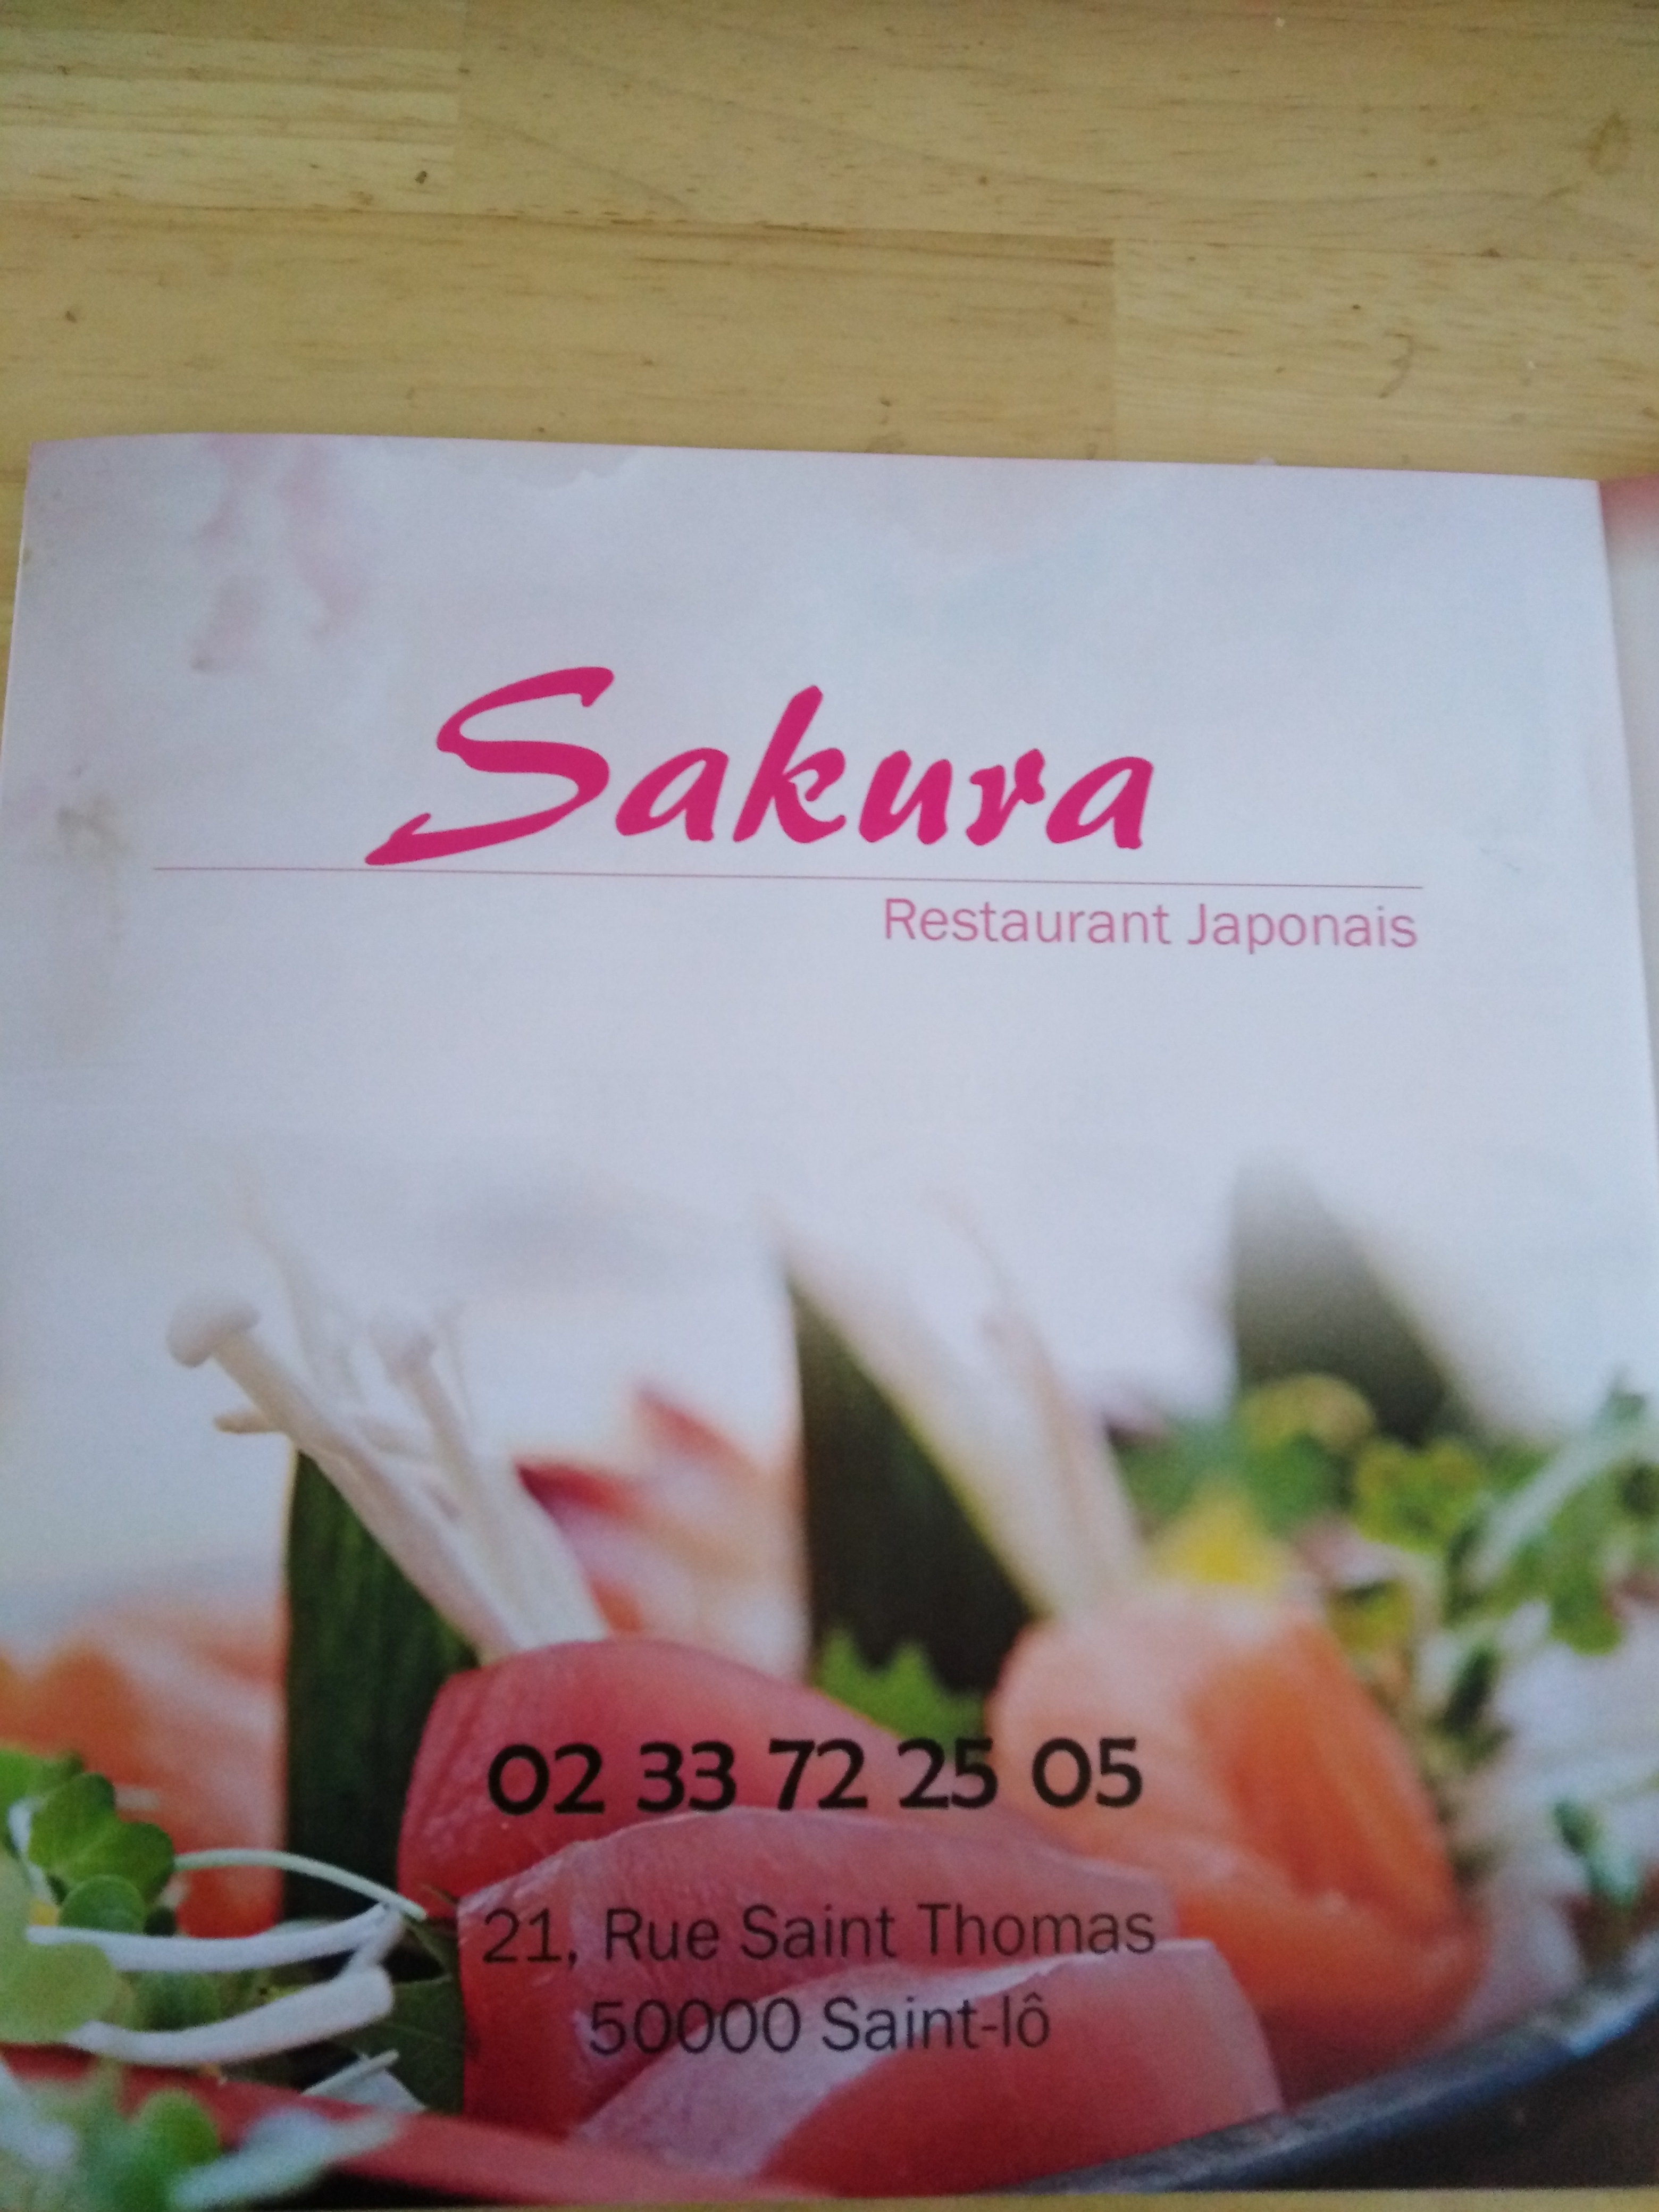 Sakura
Restaurant Japonais
02 33 72 25 05
21, Rue Saint Thomas
50000 Saint-lô